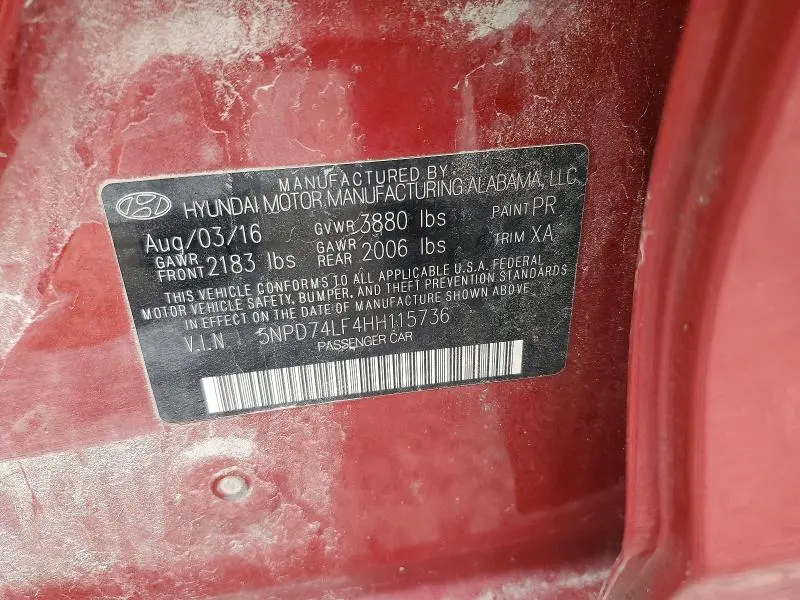 MANUFACTURED BY
HYUNDAI MOTOR MANUFACTURING ALABAMA, LLC
Aug/03/16 GVWR 3880 lbs PAINT PR
GAWR FRONT 2183 lbs GAWR REAR 2006 lbs TRIM XA
THIS VEHICLE CONFORMS TO ALL APPLICABLE U.S.A. FEDERAL
MOTOR VEHICLE SAFETY, BUMPER, AND THEFT PREVENTION STANDARDS
IN EFFECT ON THE DATE OF MANUFACTURE SHOWN ABOVE
V.I.N 5NPD74LF4HH115736
PASSENGER CAR